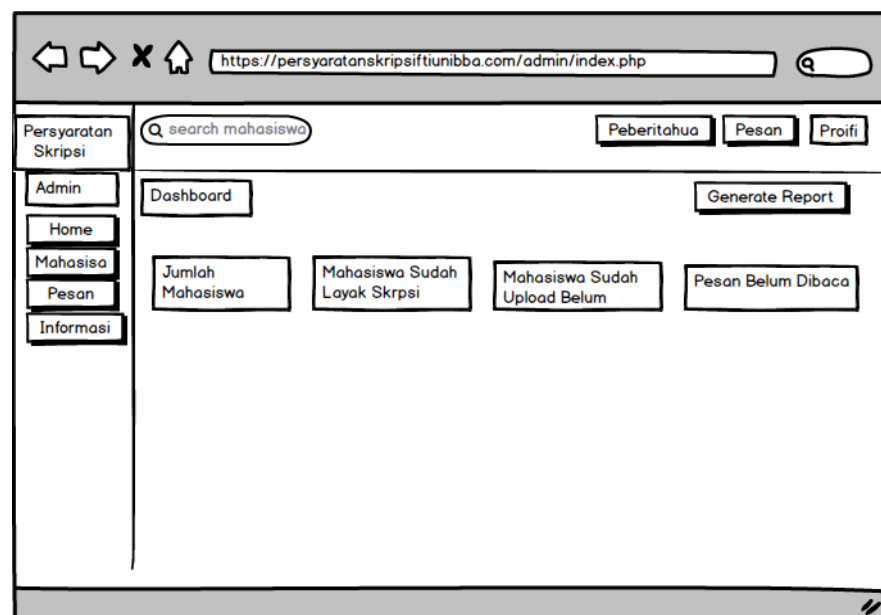 https://persyaratanskripsiftiunibba.com/admin/index.php
Persyaratan
Skripsi
search mahasiswa
Peberitahua
Pesan
Proifi
Admin
Home
Mahasisa
Pesan
Informasi
Dashboard
Generate Report
Jumlah
Mahasiswa
Mahasiswa Sudah
Layak Skrpsi
Mahasiswa Sudah
Upload Belum
Pesan Belum Dibaca